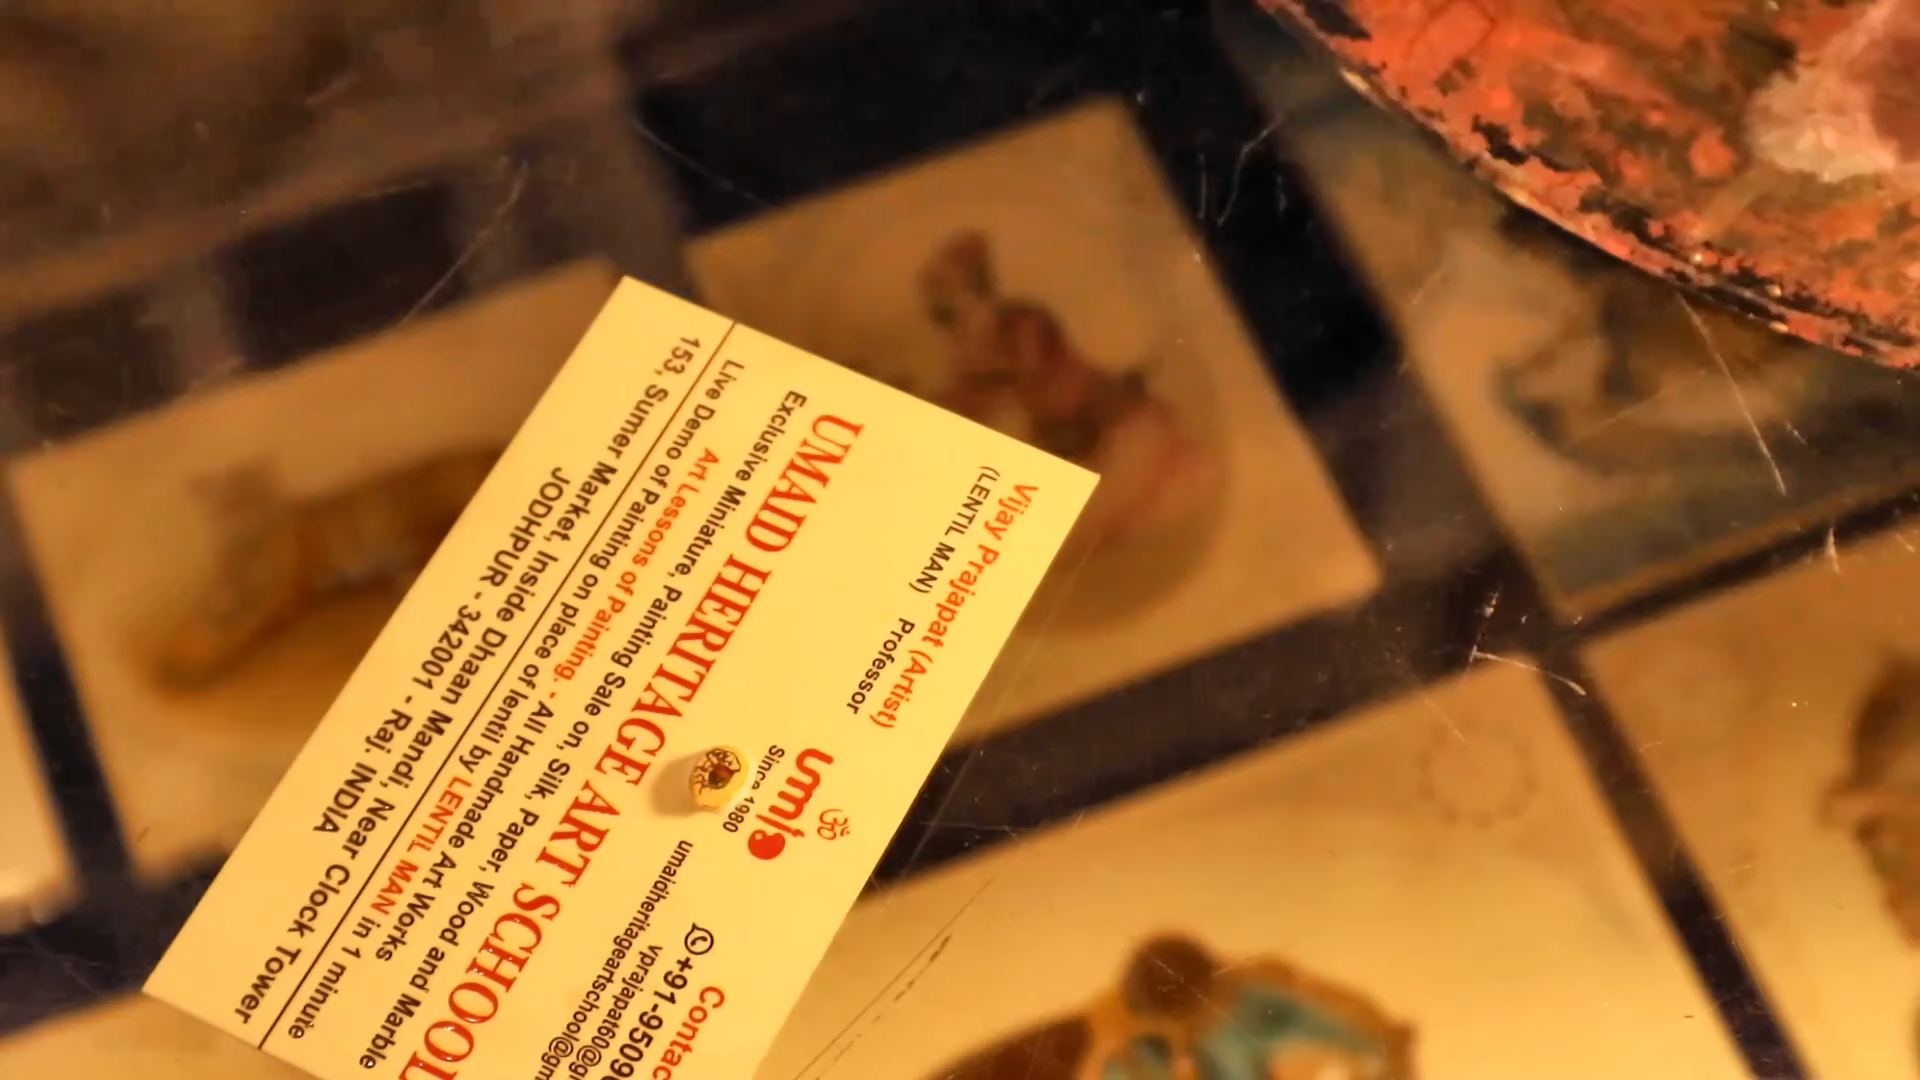 Vijay Prajapat (Artist)
(LENTIL MAN) Professor
ॐ
umis
Since 1980
Contac
+91-95096
vprajapat60@g
umaidheritageartschool@gm
UMAID HERITAGE ART SCHOOL
Exclusive Miniature, Painting Sale on, Silk, Paper, Wood and Marble
Art Lessons of Painting. - All Handmade Art Works
Live Demo of Painting on place of lentil by LENTIL MAN in 1 minute
153, Sumer Market, Inside Dhaan Mandi, Near Clock Tower
JODHPUR - 342001 - Raj. INDIA